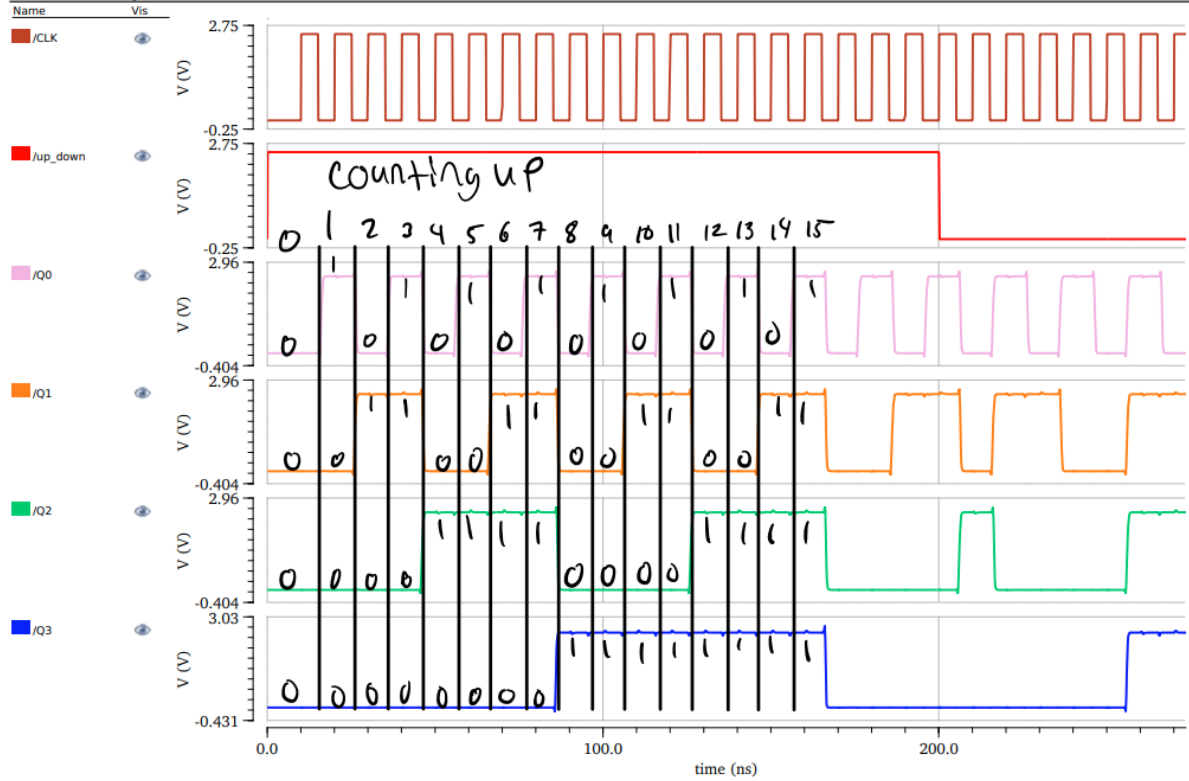 Name Vis
/CLK
V (V)
2.75
-0.25
/up_down
V (V)
2.75
-0.25
counting up
0 1 2 3 4 5 6 7 8 9 10 11 12 13 14 15
/Q0
V (V)
2.96
-0.404
1 1 1 1 1 1 1 1
0 0 0 0 0 0 0 0
/Q1
V (V)
2.96
-0.404
1 1 1 1 1 1 1 1
0 0 0 0 0 0 0 0
/Q2
V (V)
2.96
-0.404
1 1 1 1 1 1 1 1
0 0 0 0 0 0 0 0
/Q3
V (V)
3.03
-0.431
1 1 1 1 1 1 1 1
0 0 0 0 0 0 0 0
0.0 100.0 200.0
time (ns)